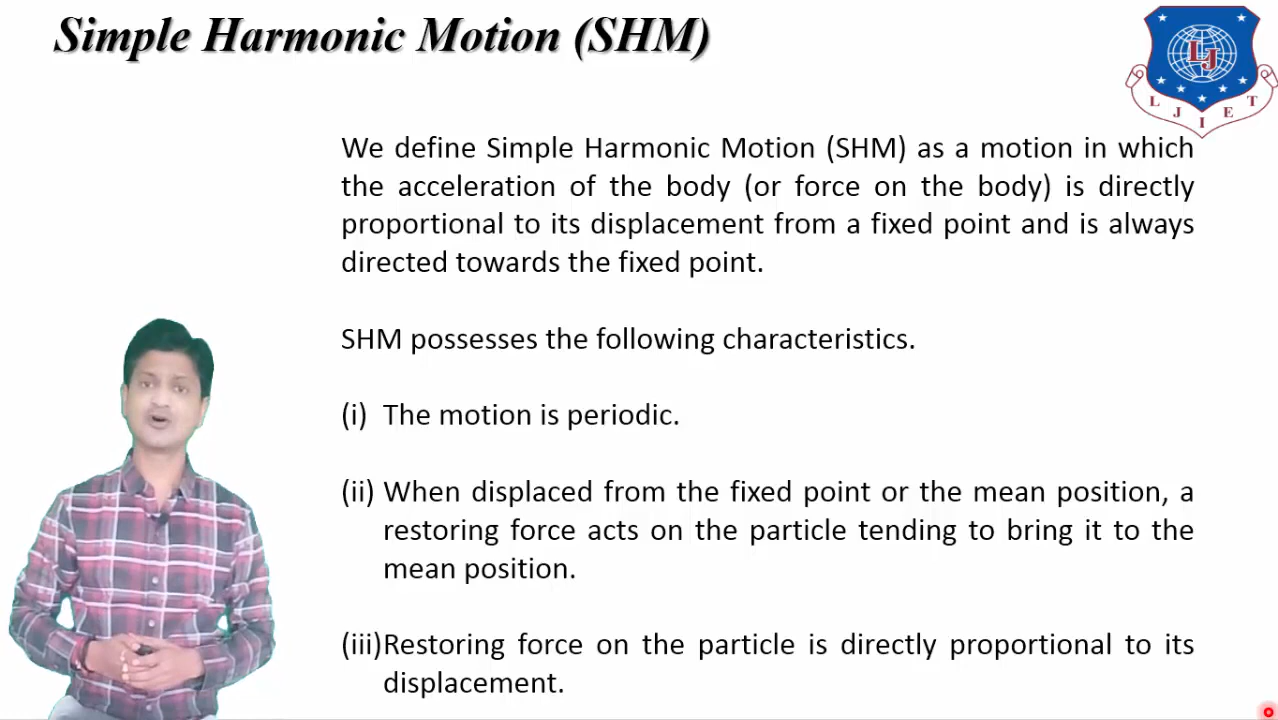 Simple Harmonic Motion (SHM)
LJ
L J I E T
We define Simple Harmonic Motion (SHM) as a motion in which
the acceleration of the body (or force on the body) is directly
proportional to its displacement from a fixed point and is always
directed towards the fixed point.
SHM possesses the following characteristics.
(i) The motion is periodic.
(ii) When displaced from the fixed point or the mean position, a
restoring force acts on the particle tending to bring it to the
mean position.
(iii)Restoring force on the particle is directly proportional to its
displacement.